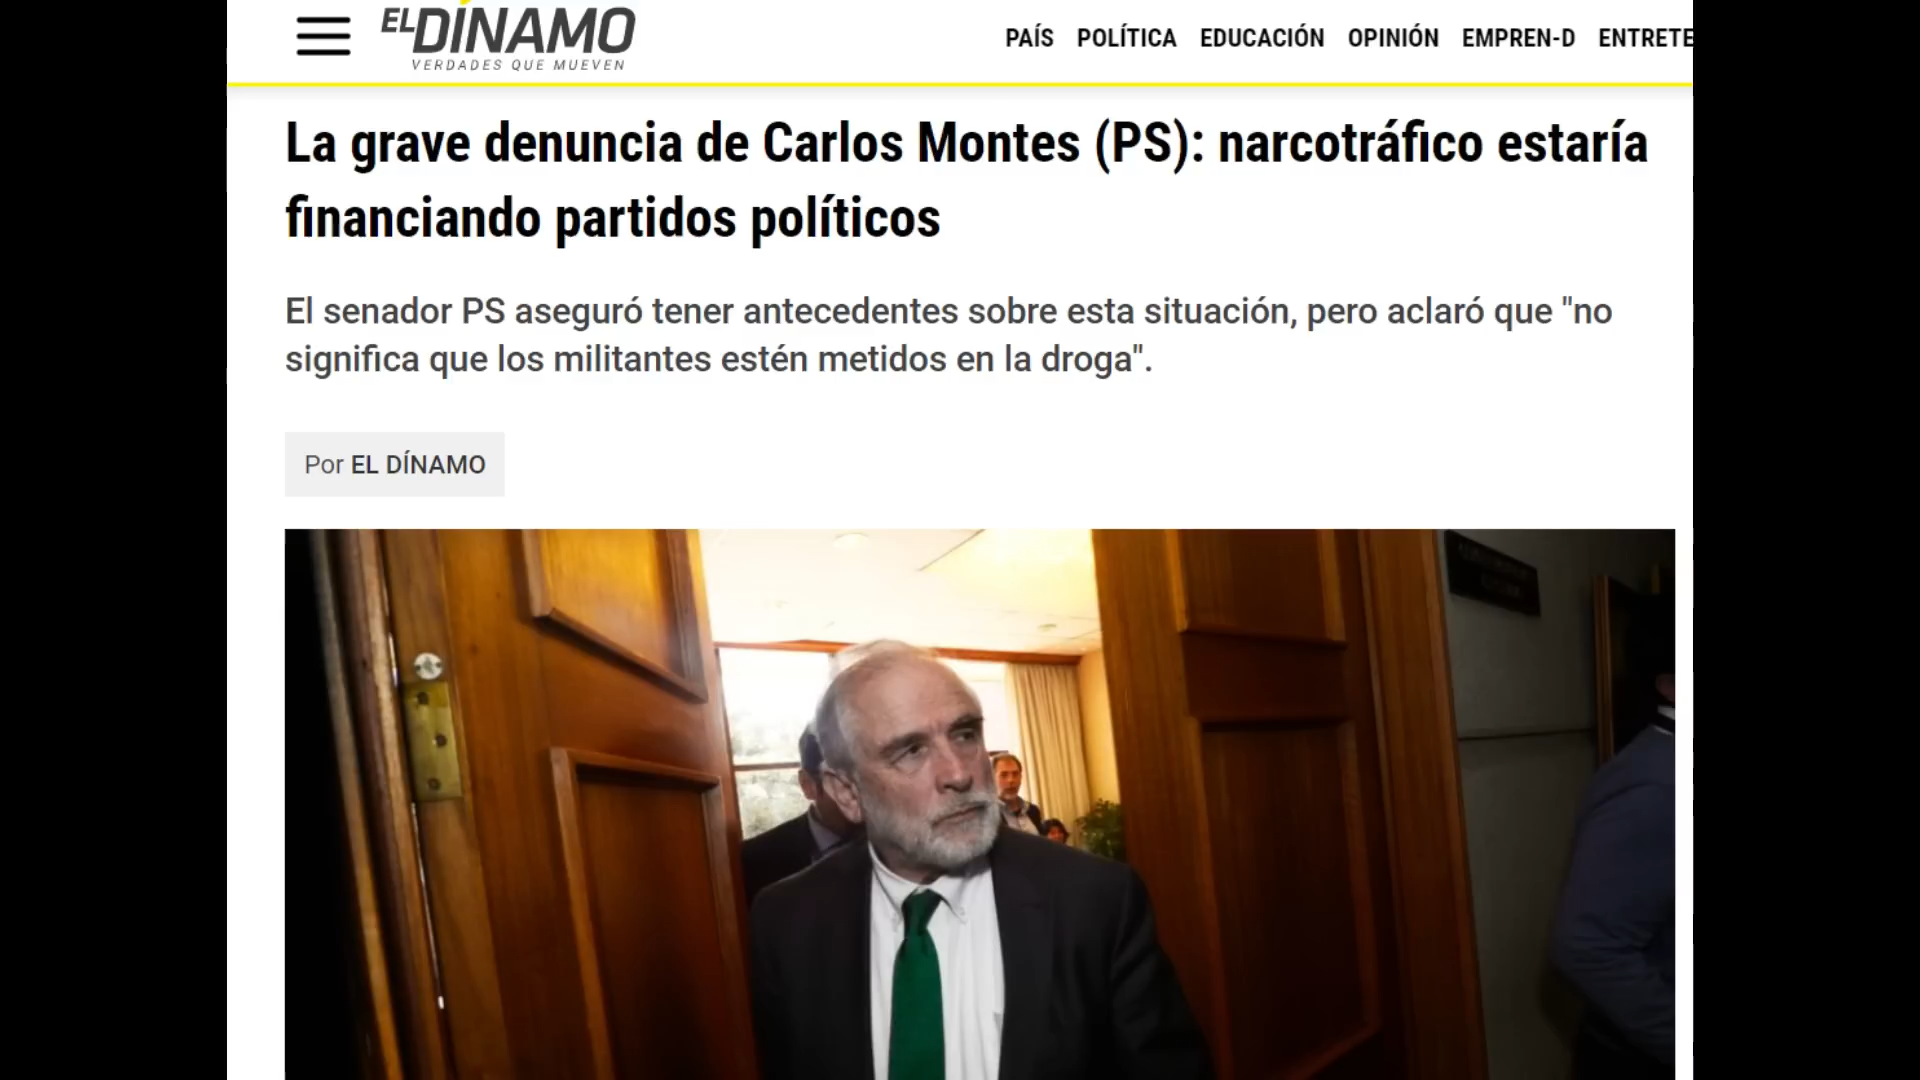 EL DÍNAMO
VERDADES QUE MUEVEN
PAÍS POLÍTICA EDUCACIÓN OPINIÓN EMPREN-D ENTRETE
La grave denuncia de Carlos Montes (PS): narcotráfico estaría
financiando partidos políticos
El senador PS aseguró tener antecedentes sobre esta situación, pero aclaró que "no
significa que los militantes estén metidos en la droga".
Por EL DÍNAMO